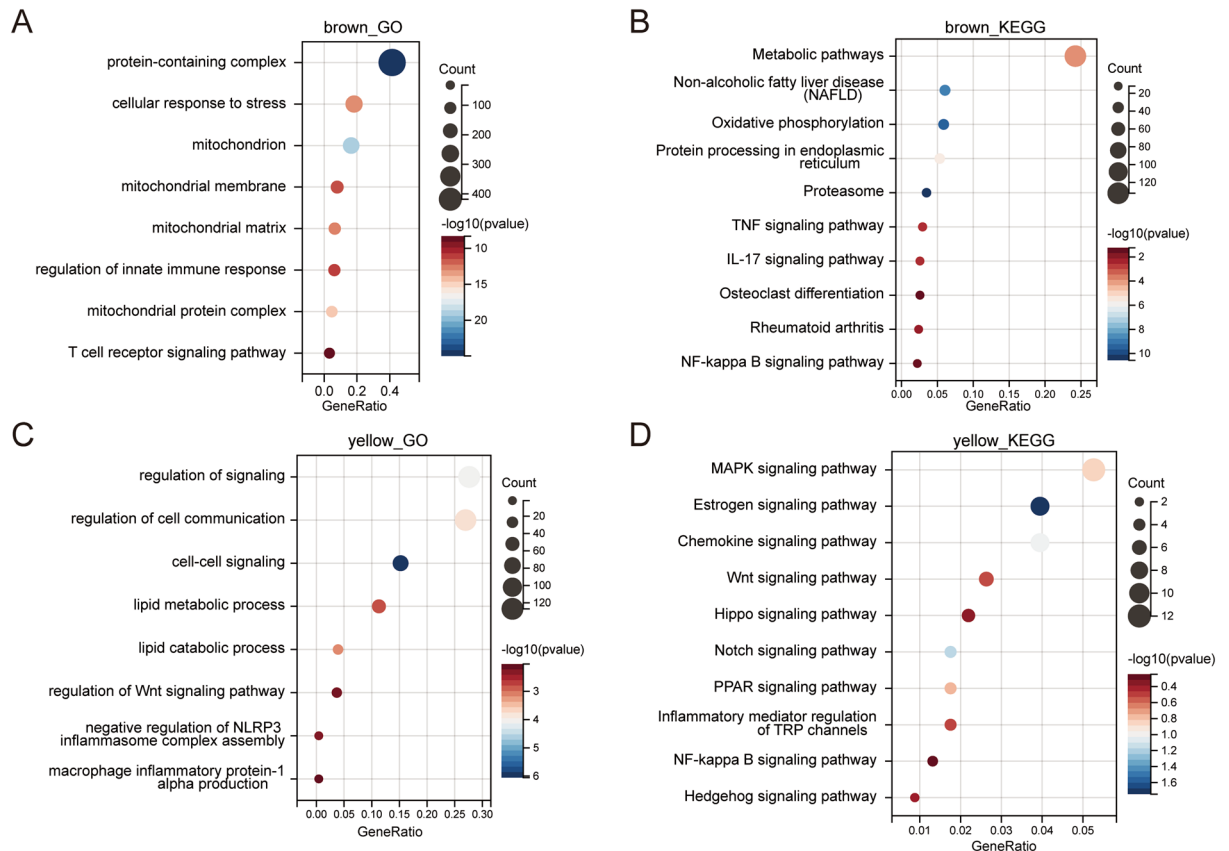 A
brown_GO
protein-containing complex
cellular response to stress
mitochondrion
mitochondrial membrane
mitochondrial matrix
regulation of innate immune response
mitochondrial protein complex
T cell receptor signaling pathway
0.0 0.2 0.4
GeneRatio
Count
100
200
300
400
-log10(pvalue)
10
15
20
B
brown_KEGG
Metabolic pathways
Non-alcoholic fatty liver disease
(NAFLD)
Oxidative phosphorylation
Protein processing in endoplasmic
reticulum
Proteasome
TNF signaling pathway
IL-17 signaling pathway
Osteoclast differentiation
Rheumatoid arthritis
NF-kappa B signaling pathway
0.00 0.05 0.10 0.15 0.20 0.25
GeneRatio
Count
20
40
60
80
100
120
-log10(pvalue)
2
4
6
8
10
C
yellow_GO
regulation of signaling
regulation of cell communication
cell-cell signaling
lipid metabolic process
lipid catabolic process
regulation of Wnt signaling pathway
negative regulation of NLRP3
inflammasome complex assembly
macrophage inflammatory protein-1
alpha production
0.00 0.05 0.10 0.15 0.20 0.25 0.30
GeneRatio
Count
20
40
60
80
100
120
-log10(pvalue)
3
4
5
6
D
yellow_KEGG
MAPK signaling pathway
Estrogen signaling pathway
Chemokine signaling pathway
Wnt signaling pathway
Hippo signaling pathway
Notch signaling pathway
PPAR signaling pathway
Inflammatory mediator regulation
of TRP channels
NF-kappa B signaling pathway
Hedgehog signaling pathway
0.01 0.02 0.03 0.04 0.05
GeneRatio
Count
2
4
6
8
10
12
-log10(pvalue)
0.4
0.6
0.8
1.0
1.2
1.4
1.6